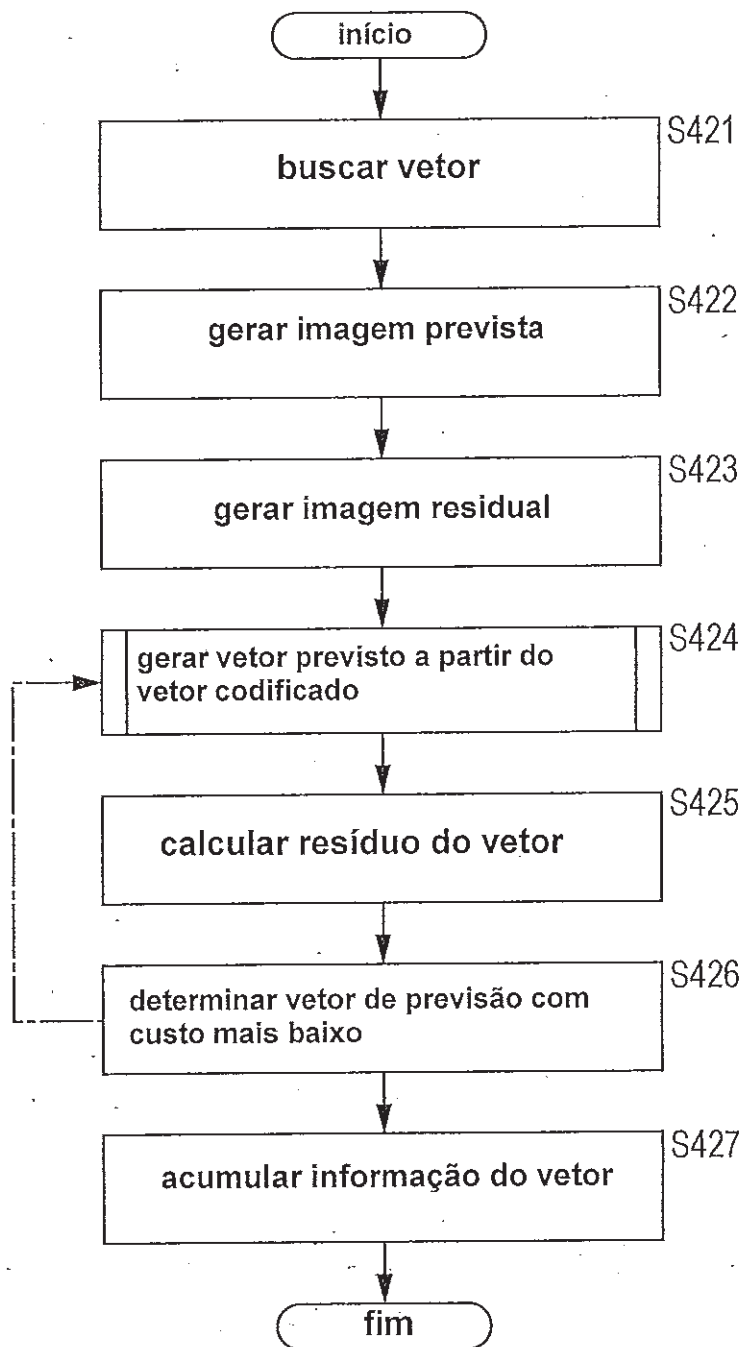 início
S421
buscar vetor
S422
gerar imagem prevista
S423
gerar imagem residual
S424
gerar vetor previsto a partir do
vetor codificado
S425
calcular resíduo do vetor
S426
determinar vetor de previsão com
custo mais baixo
S427
acumular informação do vetor
fim